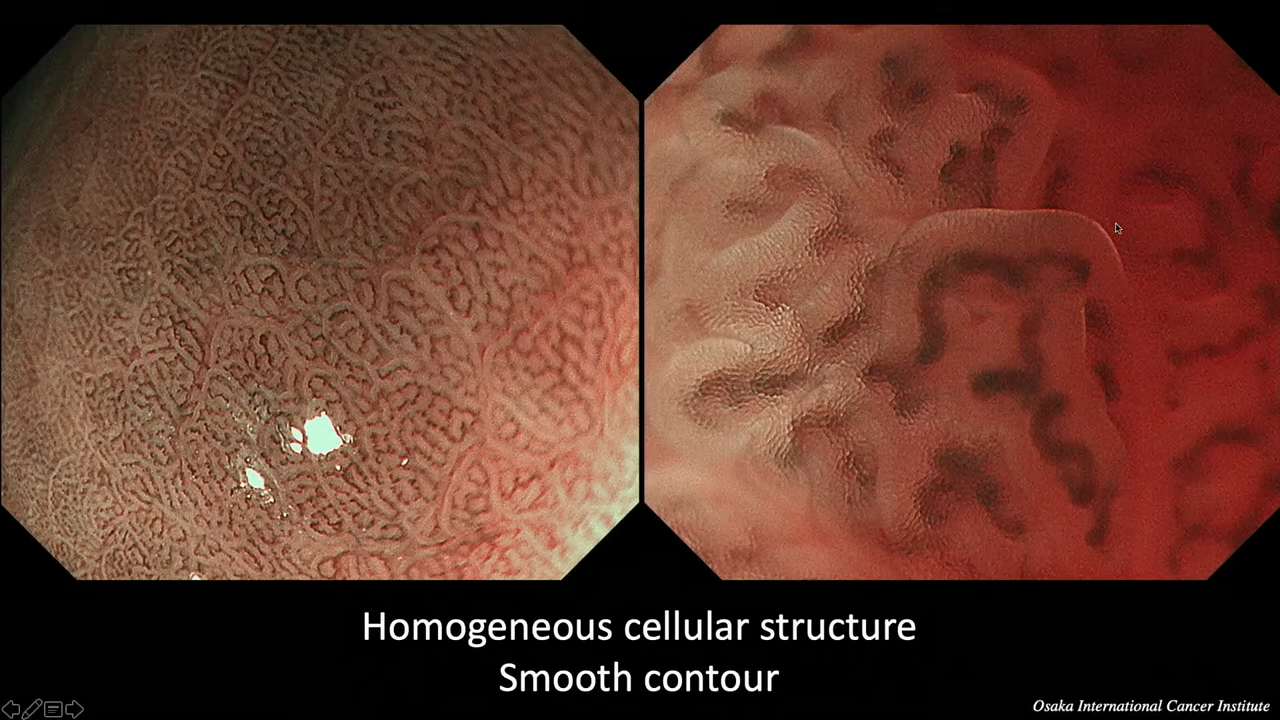 Homogeneous cellular structure
Smooth contour
Osaka International Cancer Institute